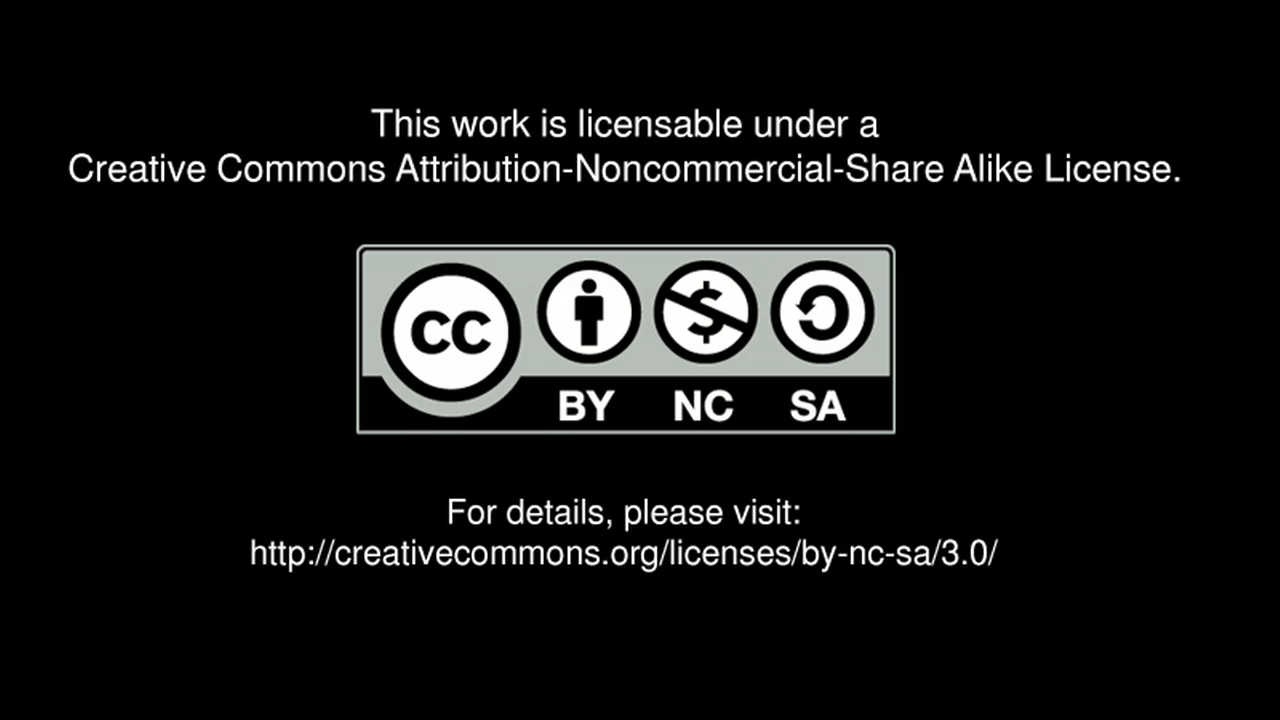 This work is licensable under a
Creative Commons Attribution-Noncommercial-Share Alike License.
cc
BY NC SA
For details, please visit:
http://creativecommons.org/licenses/by-nc-sa/3.0/